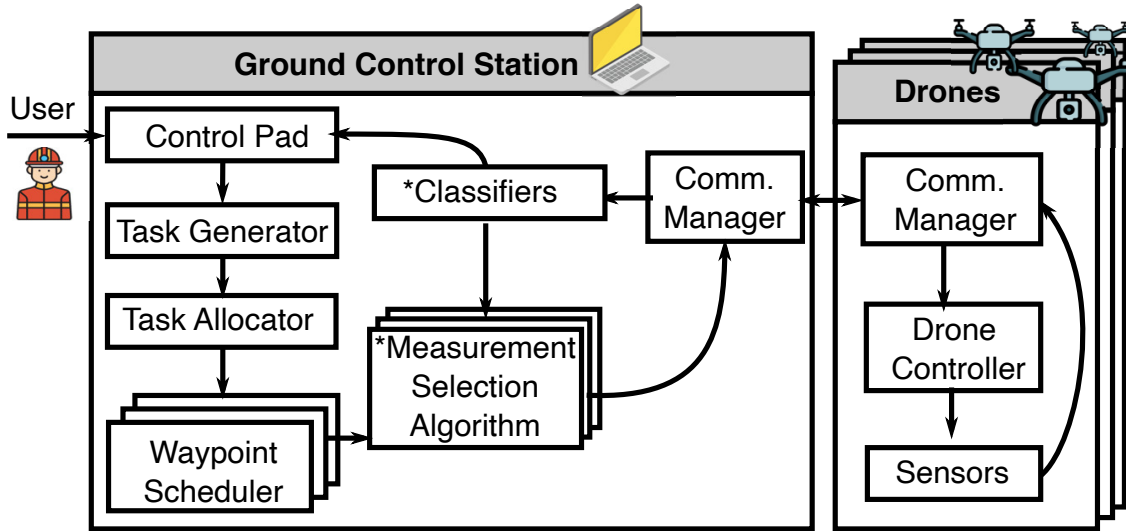 Ground Control Station
Drones
User
Control Pad
Task Generator
Task Allocator
Waypoint
Scheduler
*Classifiers
*Measurement
Selection
Algorithm
Comm.
Manager
Comm.
Manager
Drone
Controller
Sensors